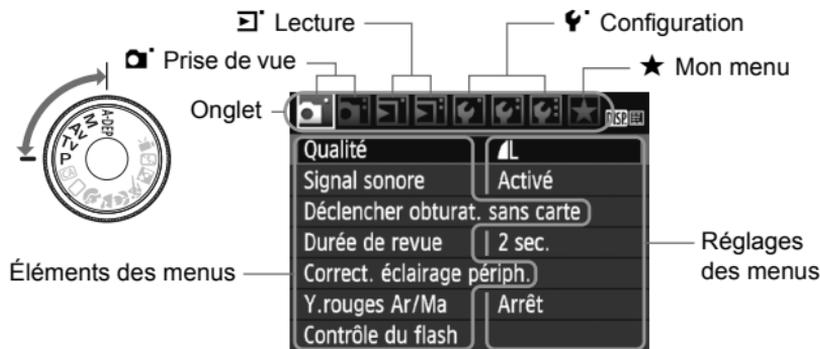 Lecture
Configuration
Prise de vue
Mon menu
Onglet
DISP.
A-DEP
M
Av
Tv
P
Qualité L
Signal sonore Activé
Déclencher obturat. sans carte
Durée de revue 2 sec.
Correct. éclairage périph.
Y.rouges Ar/Ma Arrêt
Contrôle du flash
Éléments des menus
Réglages
des menus